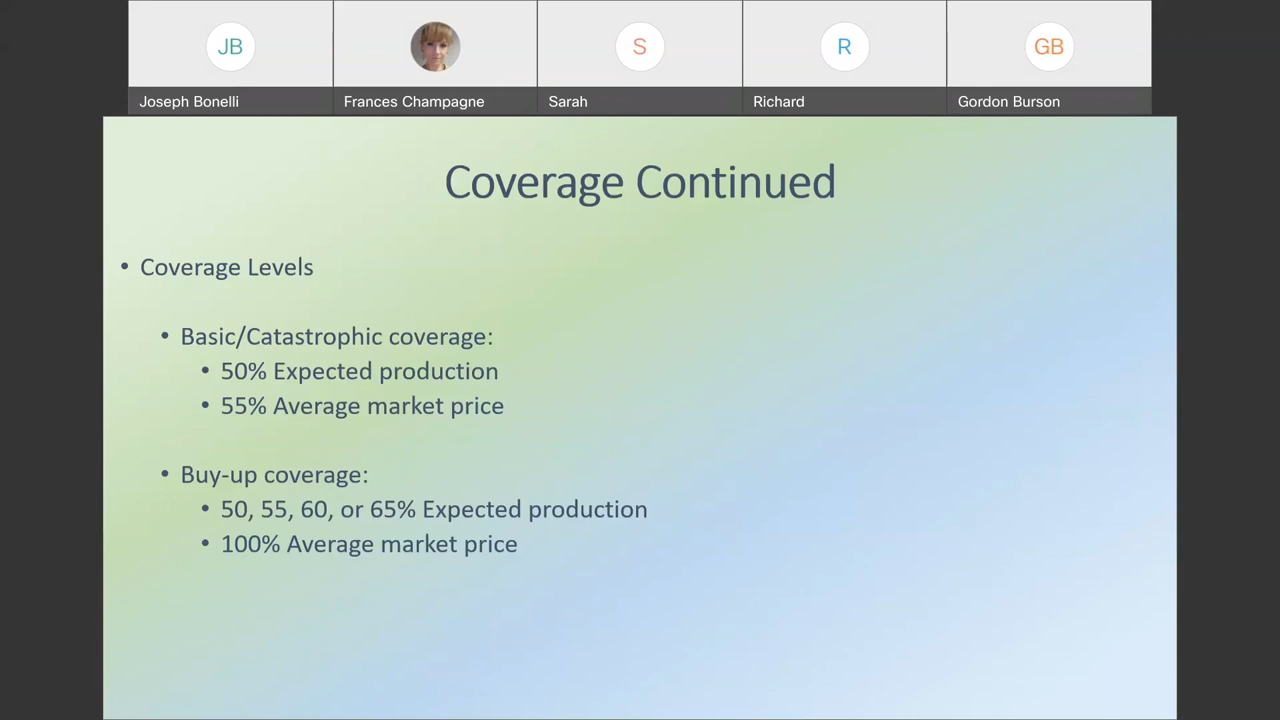 JB
S
R
GB
Joseph Bonelli
Frances Champagne
Sarah
Richard
Gordon Burson
Coverage Continued
• Coverage Levels
• Basic/Catastrophic coverage:
• 50% Expected production
• 55% Average market price
• Buy-up coverage:
• 50, 55, 60, or 65% Expected production
• 100% Average market price